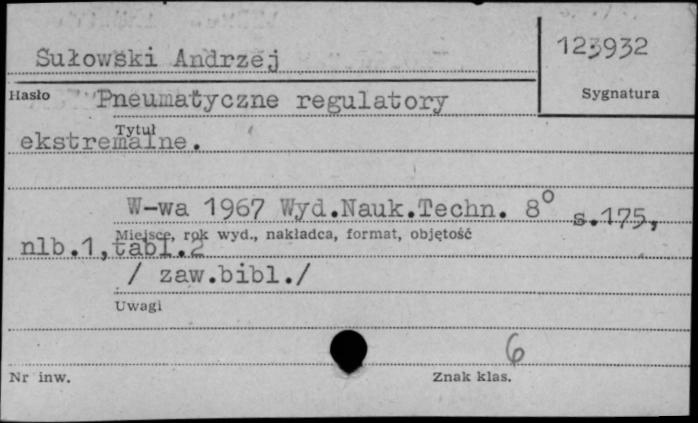 Sułowski Andrzej
123932
Hasło
Sygnatura
Pneumatyczne regulatory
Tytuł
ekstremalne.
W-wa 1967 Wyd.Nauk.Techn. 8° s.175,
Miejsce, rok wyd., nakładca, format, objętość
nlb.1,tabl.2
/ zaw.bibl./
Uwagi
6
Nr inw.
Znak klas.